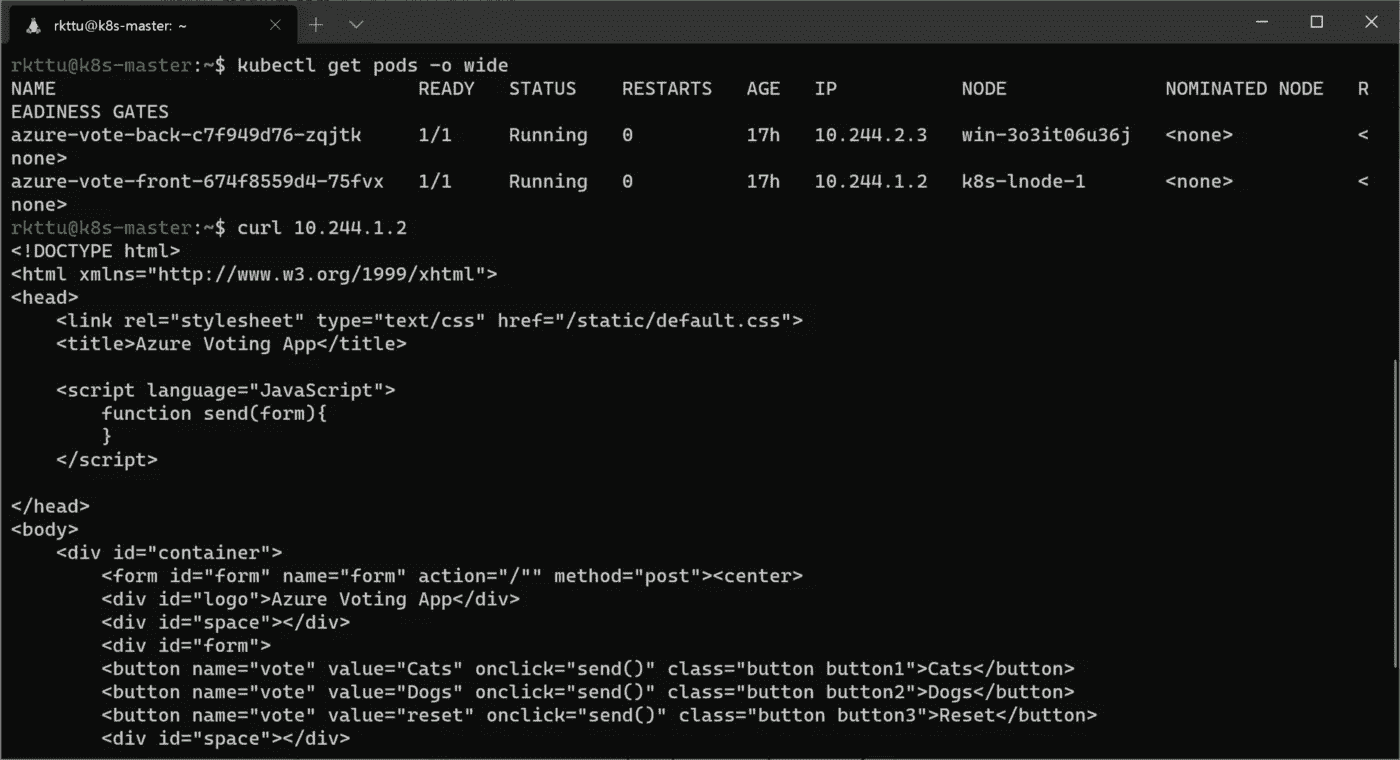 rkttu@k8s-master: ~
rkttu@k8s-master:~$ kubectl get pods -o wide
NAME                                READY   STATUS    RESTARTS   AGE   IP           NODE              NOMINATED NODE   R
EADINESS GATES
azure-vote-back-c7f949d76-zqjtk     1/1     Running   0          17h   10.244.2.3   win-3o3it06u36j   <none>           <
none>
azure-vote-front-674f8559d4-75fvx   1/1     Running   0          17h   10.244.1.2   k8s-lnode-1       <none>           <
none>
rkttu@k8s-master:~$ curl 10.244.1.2
<!DOCTYPE html>
<html xmlns="http://www.w3.org/1999/xhtml">
<head>
    <link rel="stylesheet" type="text/css" href="/static/default.css">
    <title>Azure Voting App</title>
    <script language="JavaScript">
        function send(form){
        }
    </script>
</head>
<body>
    <div id="container">
        <form id="form" name="form" action="/"" method="post"><center>
        <div id="logo">Azure Voting App</div>
        <div id="space"></div>
        <div id="form">
        <button name="vote" value="Cats" onclick="send()" class="button button1">Cats</button>
        <button name="vote" value="Dogs" onclick="send()" class="button button2">Dogs</button>
        <button name="vote" value="reset" onclick="send()" class="button button3">Reset</button>
        <div id="space"></div>